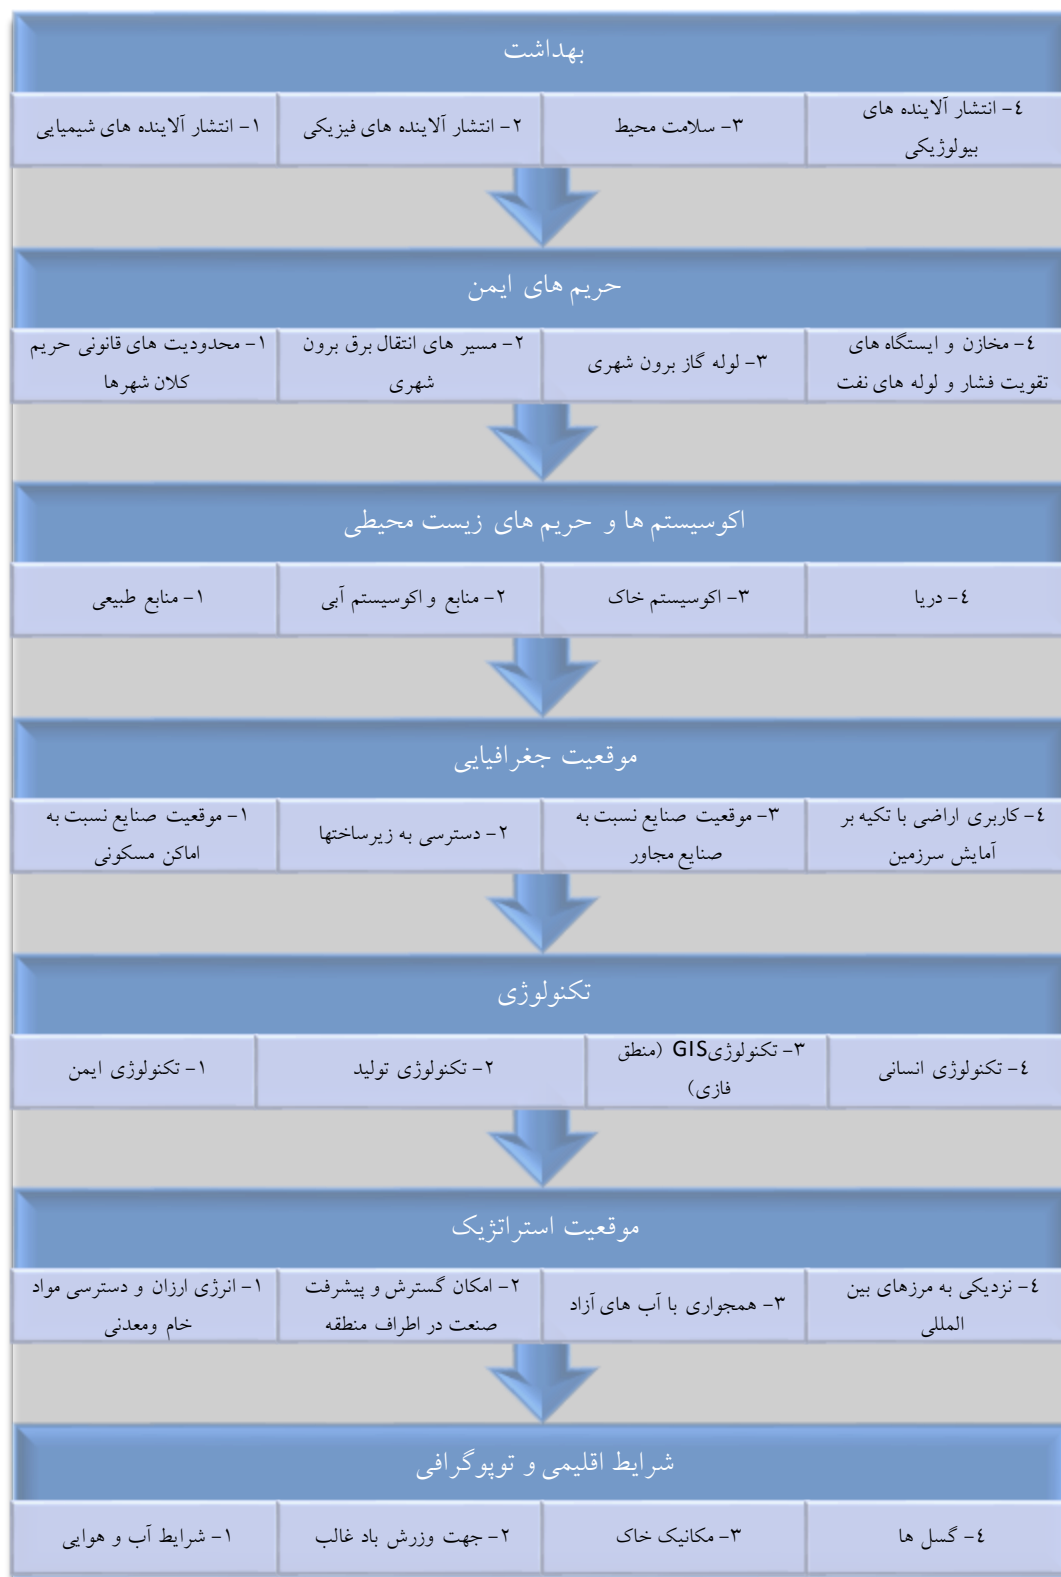 بهداشت
۱- انتشار آلاینده های شیمیایی
۲- انتشار آلاینده های فیزیکی
۳- سلامت محیط
٤- انتشار آلاینده های
بیولوژیکی
حریم های ایمن
۱- محدودیت های قانونی حریم
کلان شهرها
۲- مسیر های انتقال برق برون
شهری
۳- لوله گاز برون شهری
٤- مخازن و ایستگاه های
تقویت فشار و لوله های نفت
اکوسیستم ها و حریم های زیست محیطی
۱- منابع طبیعی
۲- منابع و اکوسیستم آبی
۳- اکوسیستم خاک
٤- دریا
موقعیت جغرافیایی
۱- موقعیت صنایع نسبت به
اماکن مسکونی
۲- دسترسی به زیرساختها
۳- موقعیت صنایع نسبت به
صنایع مجاور
٤- کاربری اراضی با تکیه بر
آمایش سرزمین
تکنولوژی
۱- تکنولوژی ایمن
۲- تکنولوژی تولید
۳- تکنولوژیGIS (منطق
فازی)
٤- تکنولوژی انسانی
موقعیت استراتژیک
۱- انرژی ارزان و دسترسی مواد
خام ومعدنی
۲- امکان گسترش و پیشرفت
صنعت در اطراف منطقه
۳- همجواری با آب های آزاد
٤- نزدیکی به مرزهای بین
المللی
شرایط اقلیمی و توپوگرافی
۱- شرایط آب و هوایی
۲- جهت وزرش باد غالب
۳- مکانیک خاک
٤- گسل ها